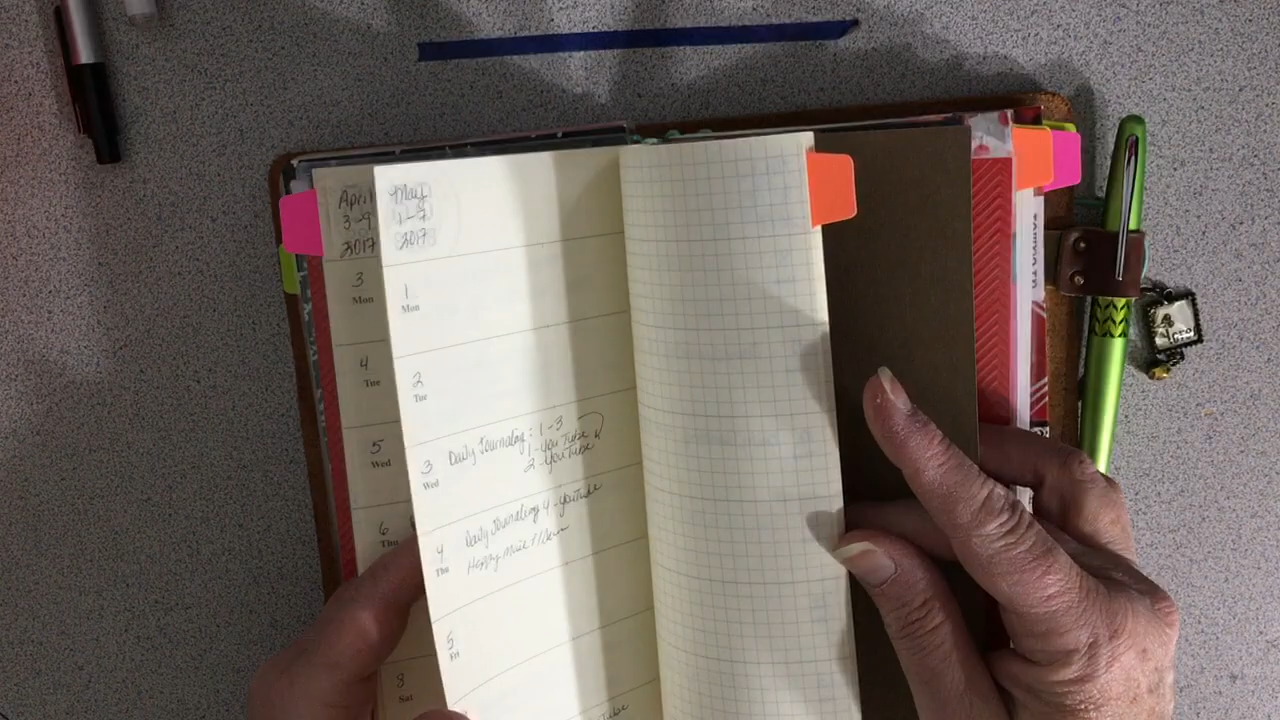 April
3-9
2017
3
Mon
4
Tue
5
Wed
6
Thu
8
Sat
May
1-7
2017
1
Mon
2
Tue
3
Wed
Daily Journaling: 1-3
1-YouTube
2-YouTube
4
Thu
Daily Journaling 4-YouTube
Happy Mail
5
Fri
Tube